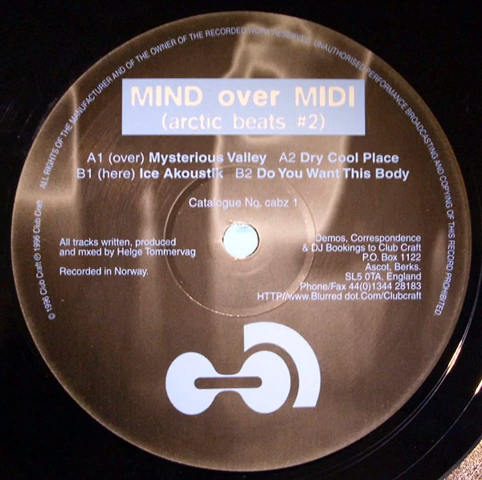 ALL RIGHTS OF THE MANUFACTURER AND OF THE OWNER OF THE RECORDED WORK RESERVED. UNAUTHORISED PERFORMANCE BROADCASTING AND COPYING OF THIS RECORD PROHIBITED.
MIND over MIDI
(arctic beats #2)
A1 (over) Mysterious Valley A2 Dry Cool Place
B1 (here) Ice Akoustik B2 Do You Want This Body
Catalogue No. cabz 1
All tracks written, produced
and mxed by Helge Tommervag
Recorded in Norway.
Demos, Correspondence
& DJ Bookings to Club Craft
P.O. Box 1122
Ascot, Berks.
SL5 0TA, England
Phone/Fax 44(0)1344 28183
HTTP//www.Blurred dot.Com/Clubcraft
© 1996 Club Craft ℗ 1996 Club Craft